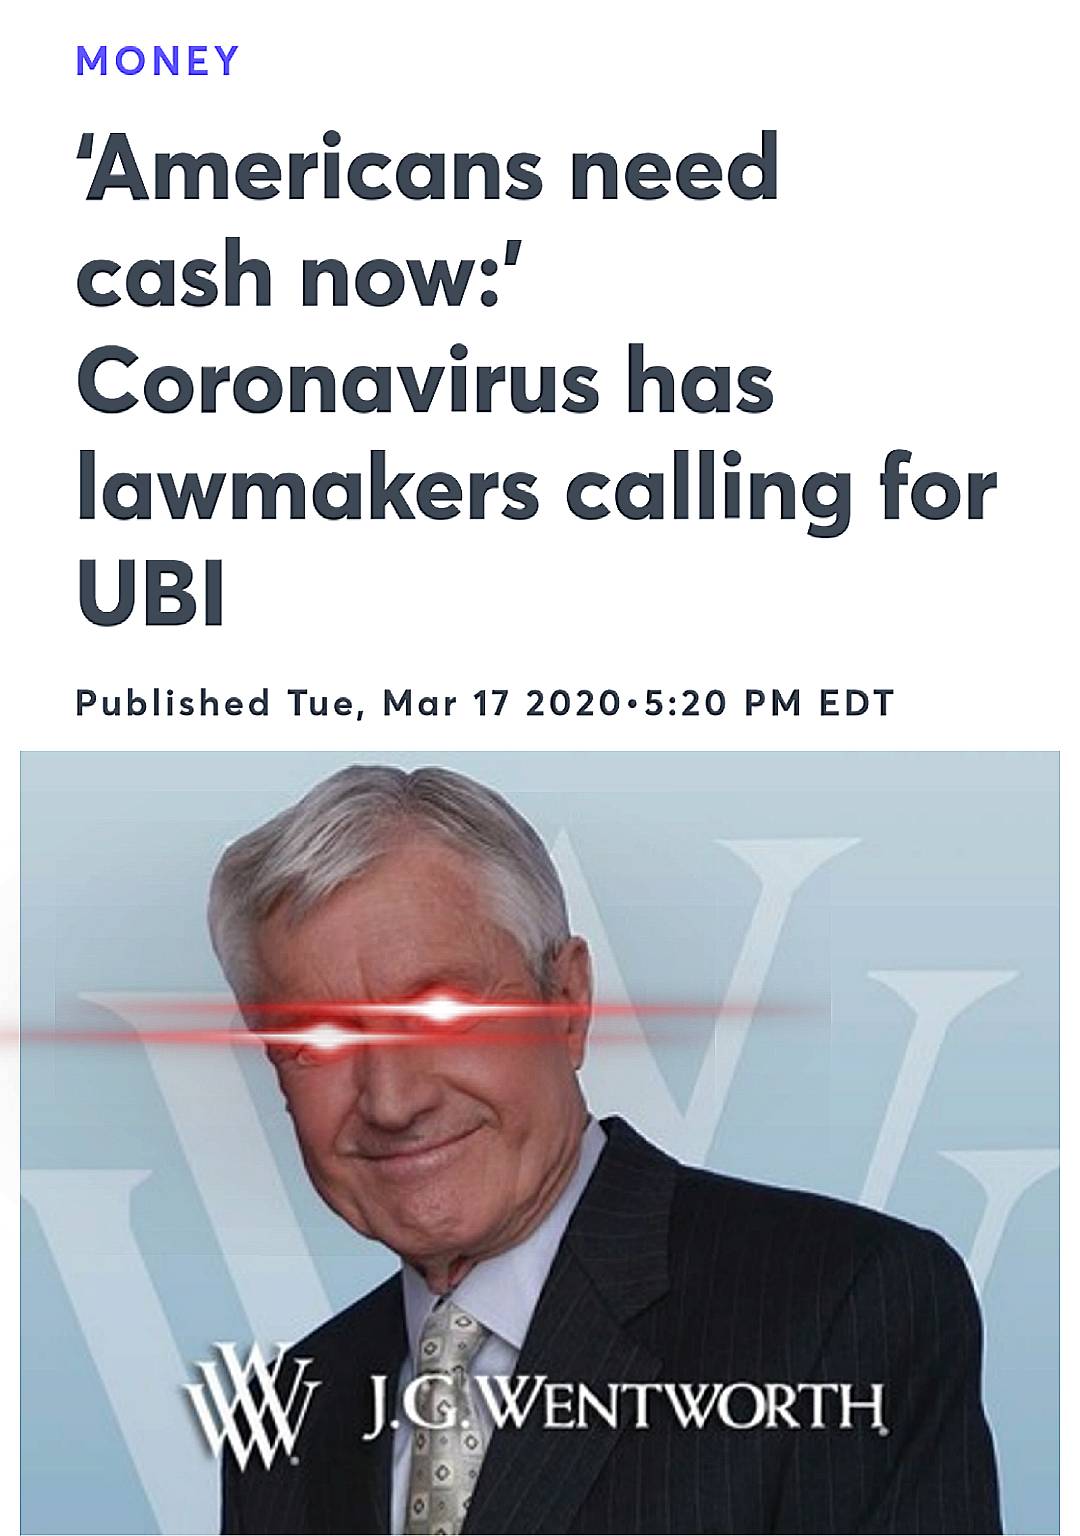 MONEY
‘Americans need
cash now:’
Coronavirus has
lawmakers calling for
UBI
Published Tue, Mar 17 2020•5:20 PM EDT
J.G. WENTWORTH®